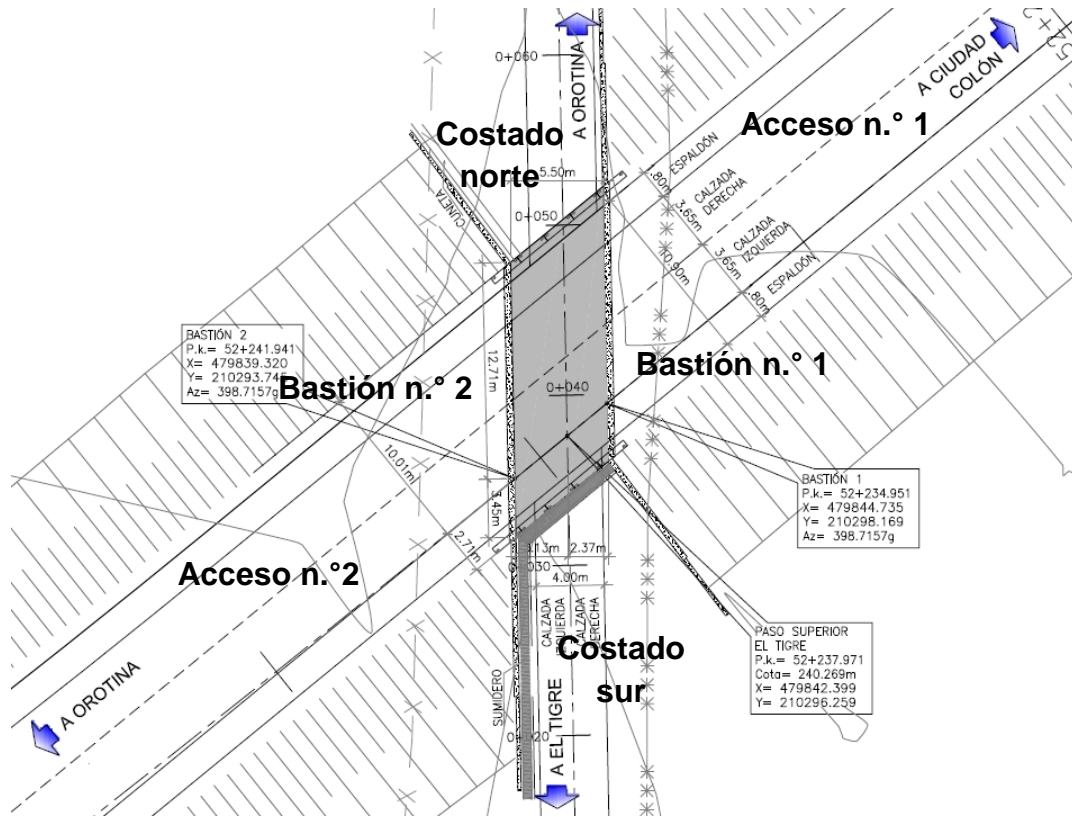 0+060
A OROTINA
A CIUDAD
COLÓN
52+2
Costado
norte
Acceso n.° 1
5.50m
ESPALDÓN
.80m
CALZADA
DERECHA
3.65m
CUNETA
0+050
CALZADA
IZQUIERDA
3.65m
10.90m
ESPALDÓN
.80m
BASTIÓN 2
P.k.= 52+241.941
X= 479839.320
Y= 210293.745
Az= 398.7157g
12.71m
Bastión n.° 2
Bastión n.° 1
0+040
10.01m
3.45m
BASTIÓN 1
P.k.= 52+234.951
X= 479844.735
Y= 210298.169
Az= 398.7157g
2.71m
.13m
2.37m
0+030
4.00m
Acceso n.°2
CALZADA
IZQUIERDA
CALZADA
DERECHA
Costado
sur
PASO SUPERIOR
EL TIGRE
P.k.= 52+237.971
Cota= 240.269m
X= 479842.399
Y= 210296.259
A OROTINA
SUMIDERO
A EL TIGRE